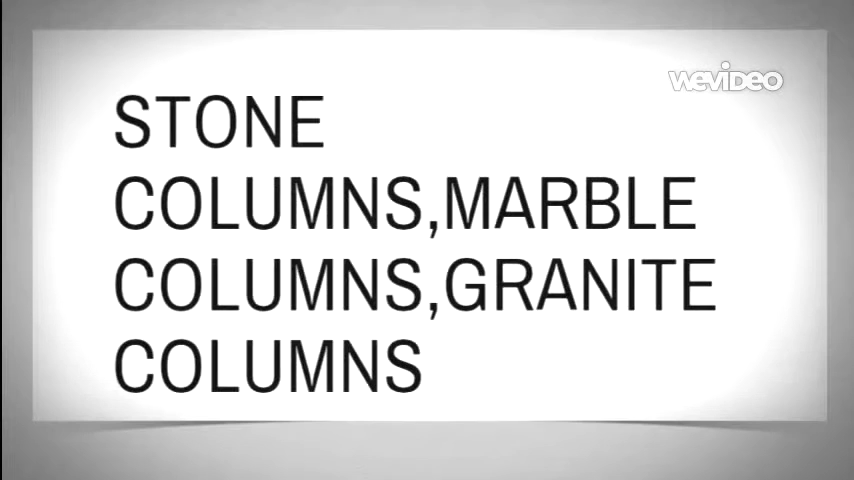 wevideo
STONE
COLUMNS,MARBLE
COLUMNS,GRANITE
COLUMNS